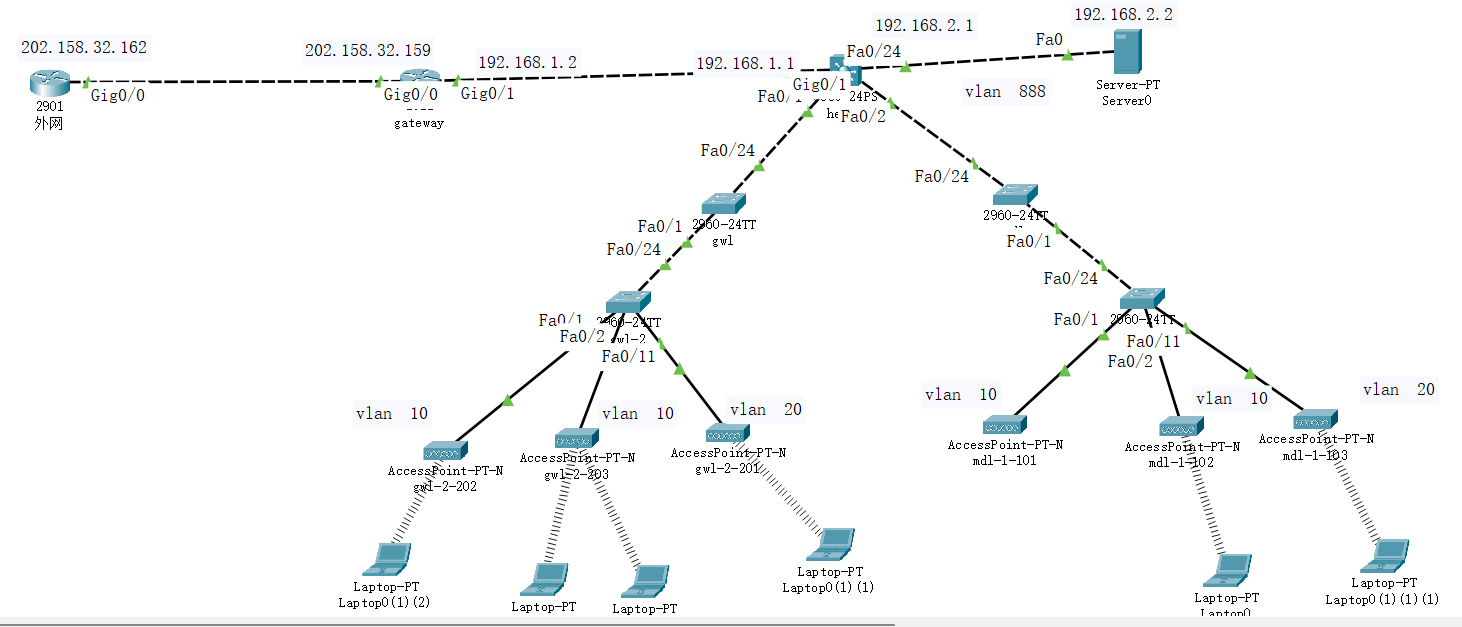 202.158.32.162
Gig0/0
2901
外网
202.158.32.159
Gig0/0
gateway
192.168.1.2
Gig0/1
192.168.1.1
Gig0/1
24PS
192.168.2.1
Fa0/24
Fa0/2
192.168.2.2
Fa0
Server-PT
Server0
vlan 888
Fa0/24
2960-24TT
gwl
Fa0/1
Fa0/24
2960-24TT
gwl-2
Fa0/1
Fa0/2
Fa0/11
Fa0/24
2960-24TT
Fa0/1
Fa0/24
2960-24TT
Fa0/1
Fa0/11
Fa0/2
vlan 10
AccessPoint-PT-N
gwl-2-202
vlan 10
AccessPoint-PT-N
gwl-2-203
vlan 20
AccessPoint-PT-N
gwl-2-201
vlan 10
AccessPoint-PT-N
mdl-1-101
vlan 10
AccessPoint-PT-N
mdl-1-102
vlan 20
AccessPoint-PT-N
mdl-1-103
Laptop-PT
Laptop0(1)(2)
Laptop-PT
Laptop-PT
Laptop-PT
Laptop0(1)(1)
Laptop-PT
Laptop0
Laptop-PT
Laptop0(1)(1)(1)